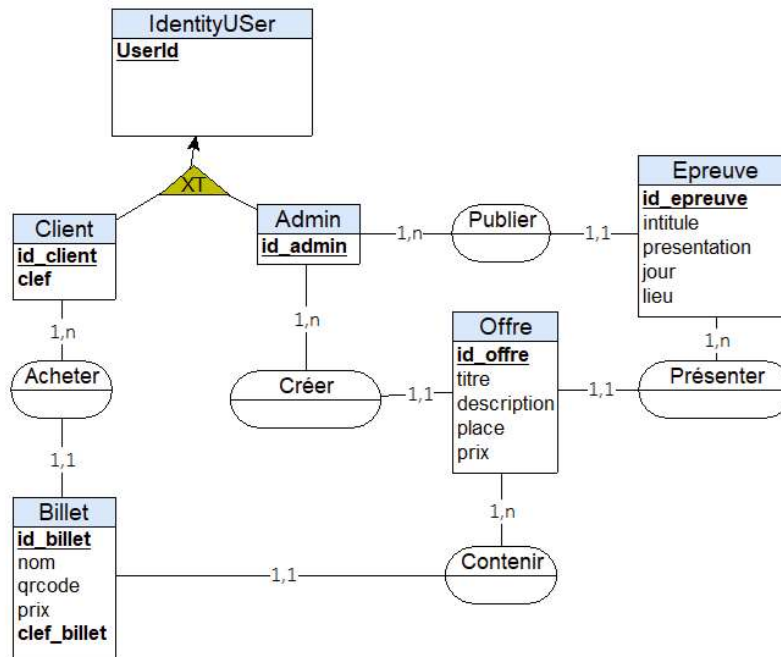 IdentityUSer
UserId
XT
Client
id_client
clef
Admin
id_admin
1,n
Publier
1,1
Epreuve
id_epreuve
intitule
presentation
jour
lieu
1,n
1,n
1,n
Acheter
Créer
1,1
Offre
id_offre
titre
description
place
prix
1,1
Présenter
1,1
Billet
id_billet
nom
qrcode
prix
clef_billet
1,1
1,n
Contenir